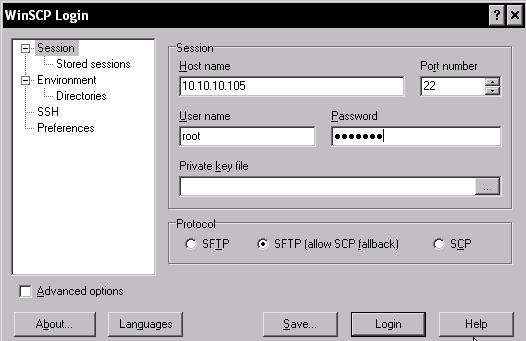 WinSCP Login
Session
Stored sessions
Environment
Directories
SSH
Preferences
Session
Host name
Port number
10.10.10.105
22
User name
Password
root
●●●●●●●
Private key file
...
Protocol
SFTP
SFTP (allow SCP fallback)
SCP
Advanced options
About...
Languages
Save...
Login
Help